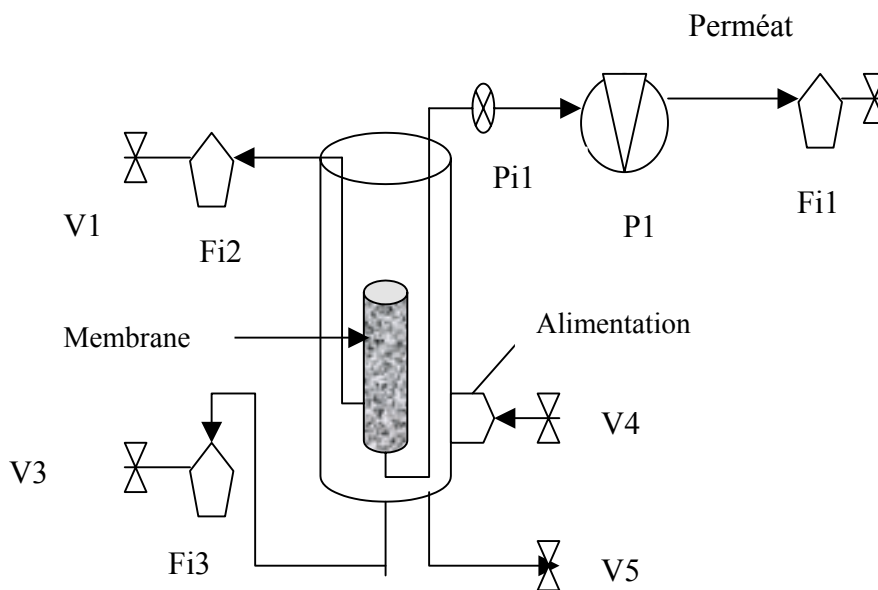 Perméat
Pi1
P1
Fi1
V1
Fi2
Membrane
Alimentation
V4
V3
Fi3
V5